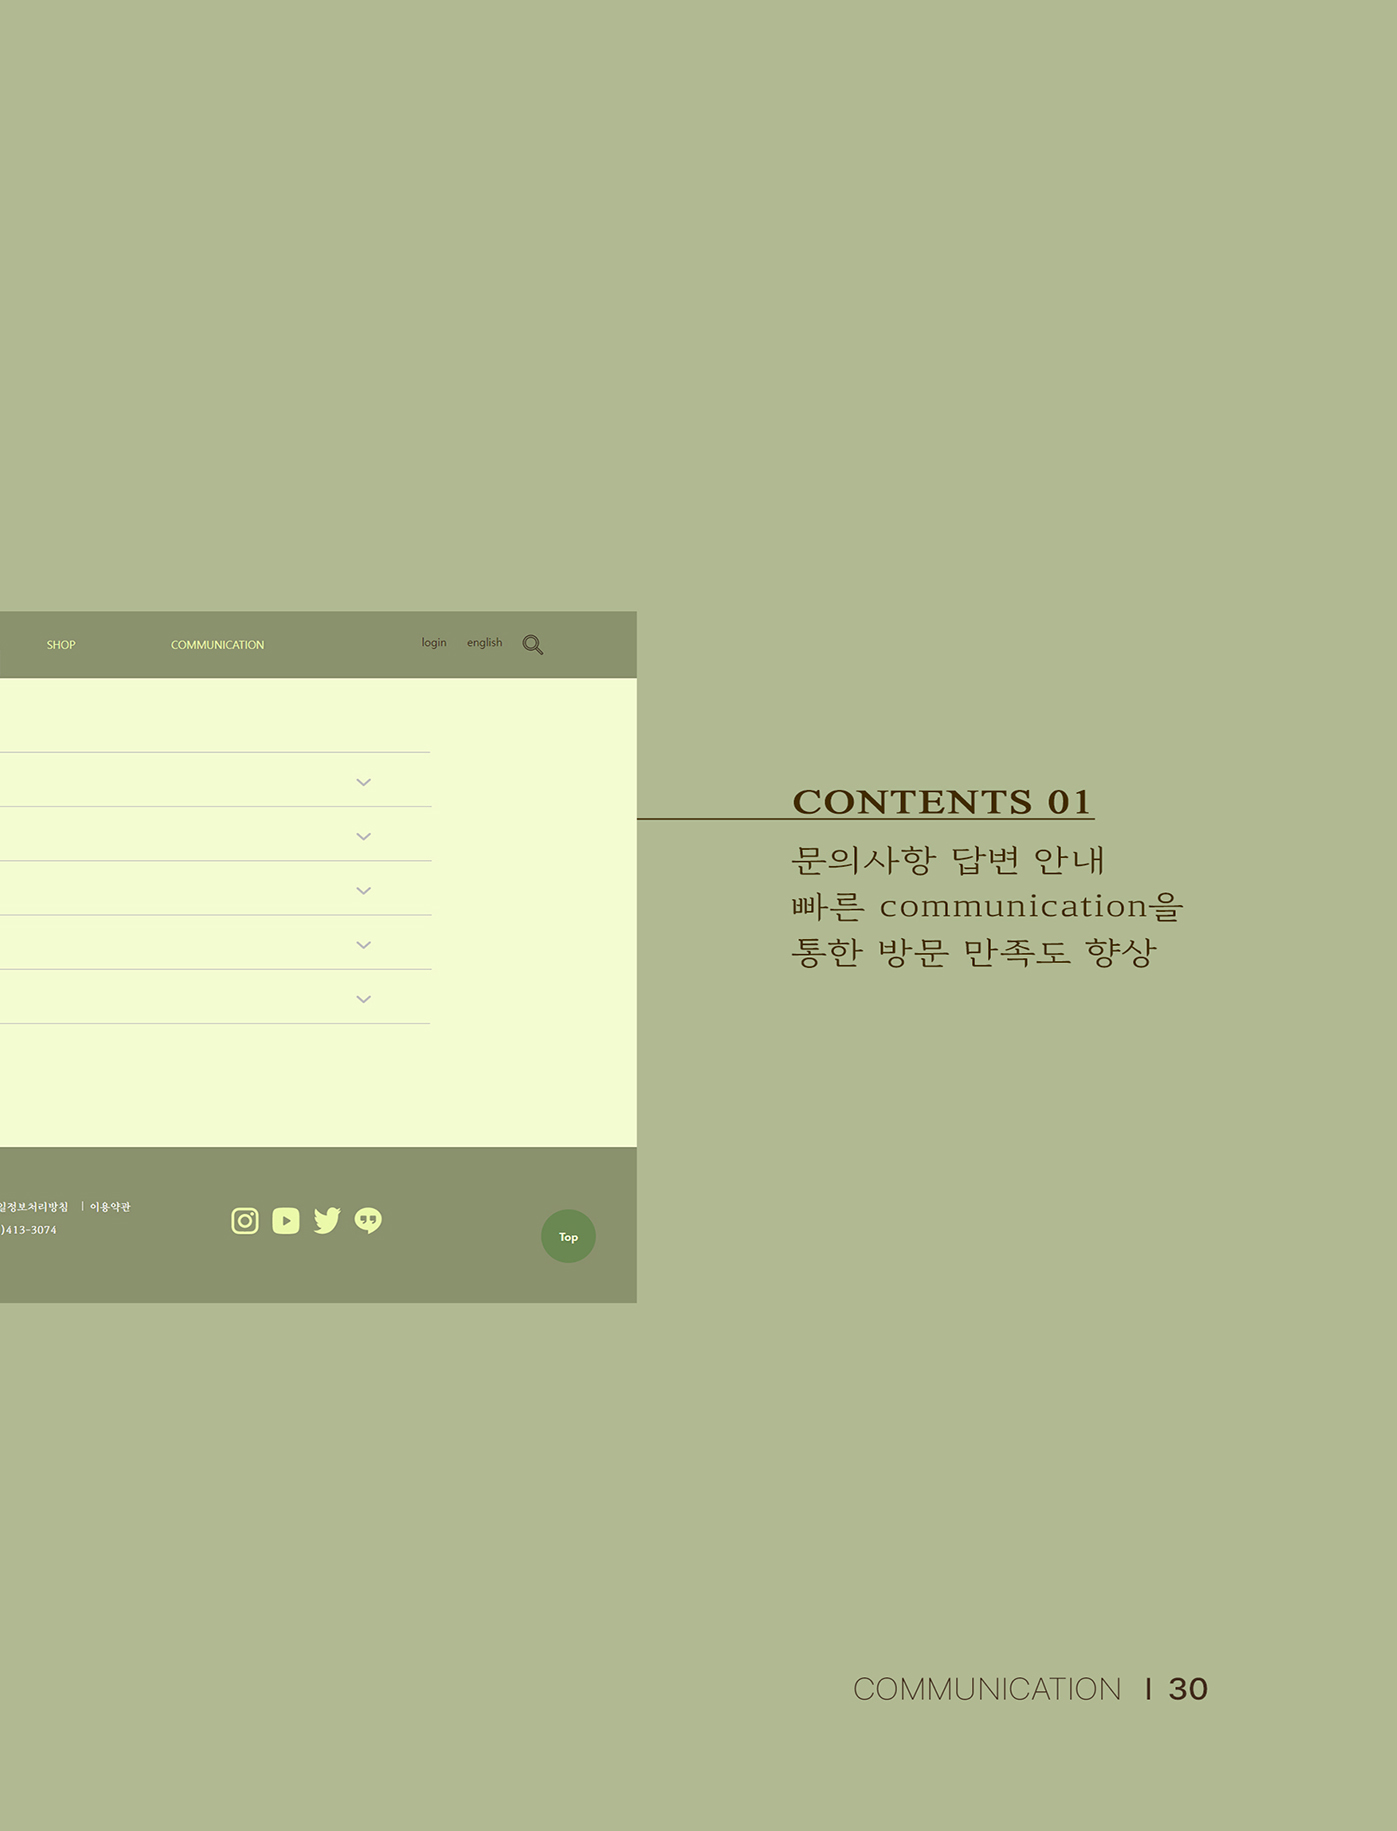 SHOP COMMUNICATION login english
CONTENTS 01
문의사항 답변 안내
빠른 communication을
통한 방문 만족도 향상
일정보처리방침 | 이용약관
)413-3074
Top
COMMUNICATION | 30